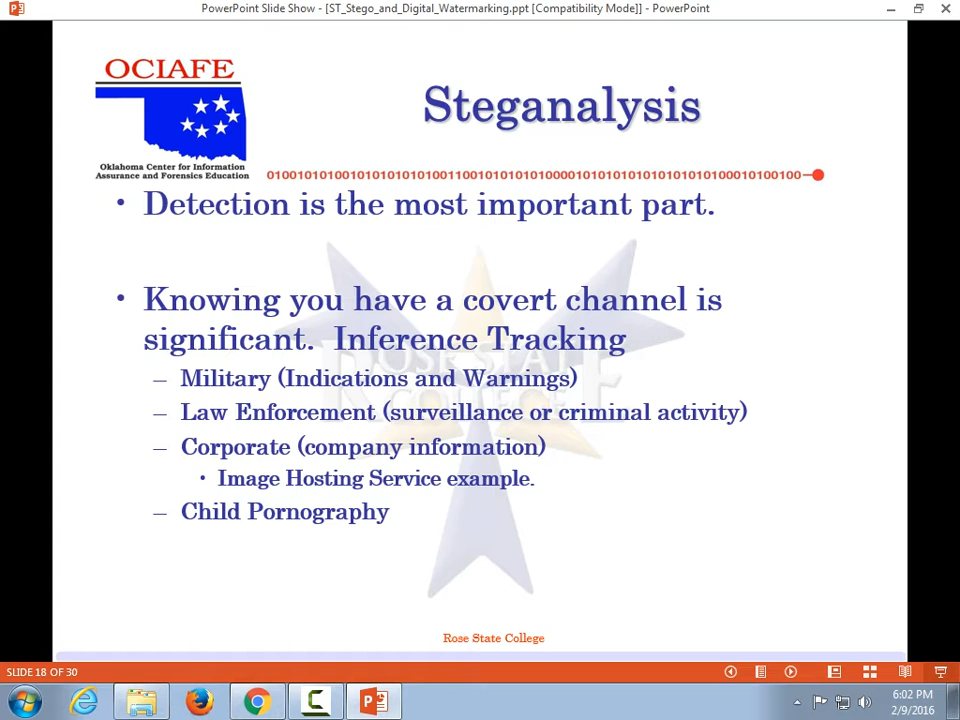 PowerPoint Slide Show - [ST_Stego_and_Digital_Watermarking.ppt [Compatibility Mode]] - PowerPoint
OCIAFE
Oklahoma Center for Information
Assurance and Forensics Education
Steganalysis
• Detection is the most important part.
• Knowing you have a covert channel is
significant. Inference Tracking
– Military (Indications and Warnings)
– Law Enforcement (surveillance or criminal activity)
– Corporate (company information)
• Image Hosting Service example.
– Child Pornography
ROSE STATE
COLLEGE
Rose State College
SLIDE 18 OF 30
6:02 PM
2/9/2016